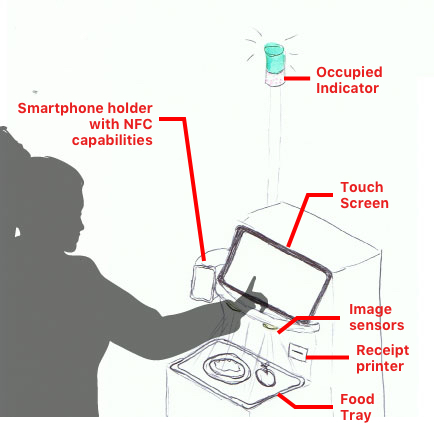 Occupied
Indicator
Smartphone holder
with NFC
capabilities
Touch
Screen
Image
sensors
Receipt
printer
Food
Tray